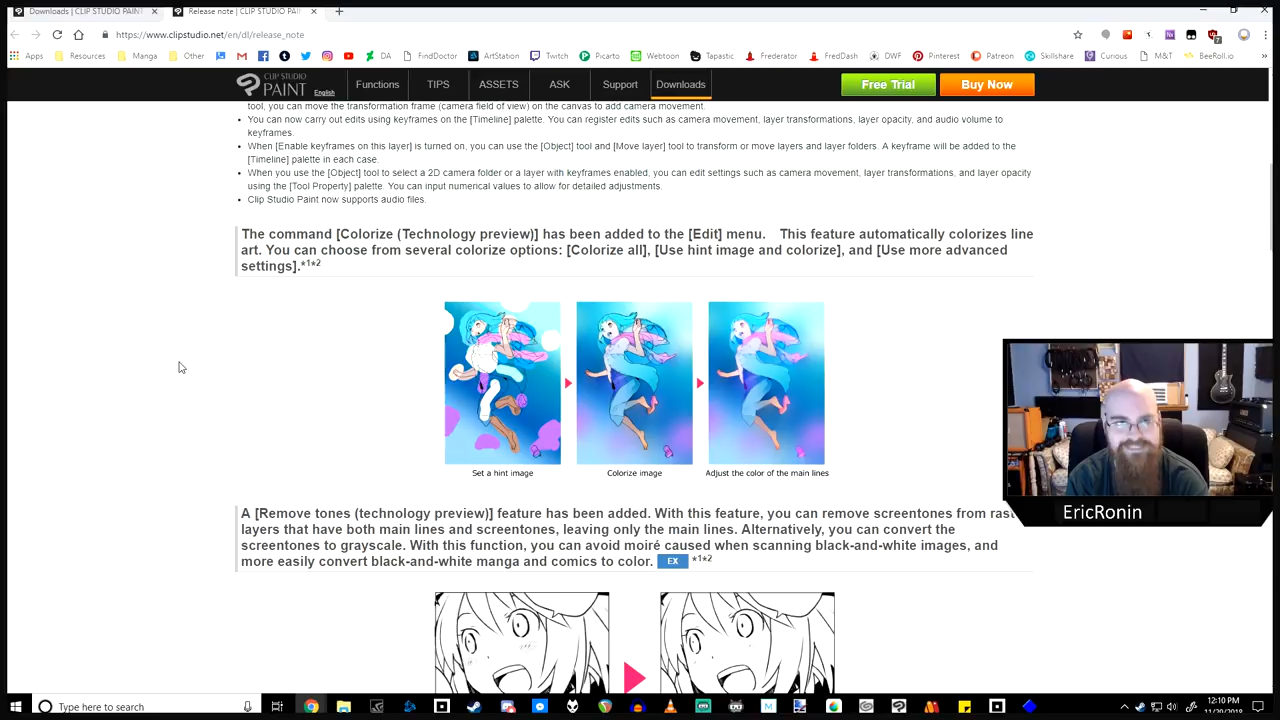 Downloads | CLIP STUDIO PAINT
Release note | CLIP STUDIO PAIN
https://www.clipstudio.net/en/dl/release_note
Apps Resources Manga Other DA FindDoctor ArtStation Twitch Picarto Webtoon Tapastic Frederator FredDash DWF Pinterest Patreon Skillshare Curious M&T BeeRoll.io
CLIP STUDIO
PAINT English Functions TIPS ASSETS ASK Support Downloads Free Trial Buy Now
tool, you can move the transformation frame (camera field of view) on the canvas to add camera movement.
You can now carry out edits using keyframes on the [Timeline] palette. You can register edits such as camera movement, layer transformations, layer opacity, and audio volume to
keyframes.
When [Enable keyframes on this layer] is turned on, you can use the [Object] tool and [Move layer] tool to transform or move layers and layer folders. A keyframe will be added to the
[Timeline] palette in each case.
When you use the [Object] tool to select a 2D camera folder or a layer with keyframes enabled, you can edit settings such as camera movement, layer transformations, and layer opacity
using the [Tool Property] palette. You can input numerical values to allow for detailed adjustments.
Clip Studio Paint now supports audio files.
The command [Colorize (Technology preview)] has been added to the [Edit] menu. This feature automatically colorizes line
art. You can choose from several colorize options: [Colorize all], [Use hint image and colorize], and [Use more advanced
settings].*1*2
Set a hint image Colorize image Adjust the color of the main lines
EricRonin
A [Remove tones (technology preview)] feature has been added. With this feature, you can remove screentones from rast
layers that have both main lines and screentones, leaving only the main lines. Alternatively, you can convert the
screentones to grayscale. With this function, you can avoid moiré caused when scanning black-and-white images, and
more easily convert black-and-white manga and comics to color. EX *1*2
Type here to search
12:10 PM
11/29/2018